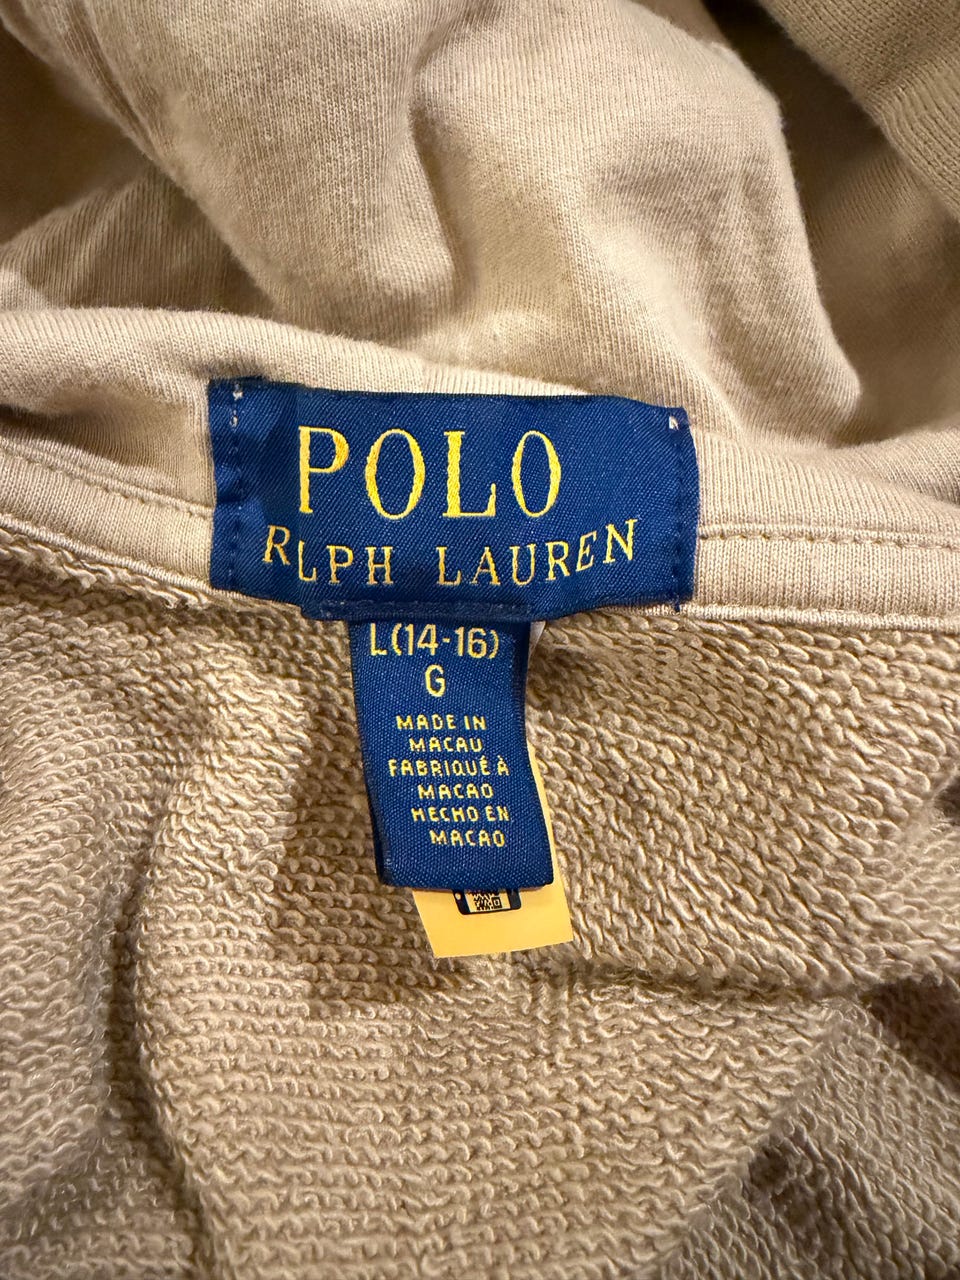 POLO
RLPH LAUREN
L(14-16)
G
MADE IN
MACAU
FABRIQUÉ À
MACAO
HECHO EN
MACAO